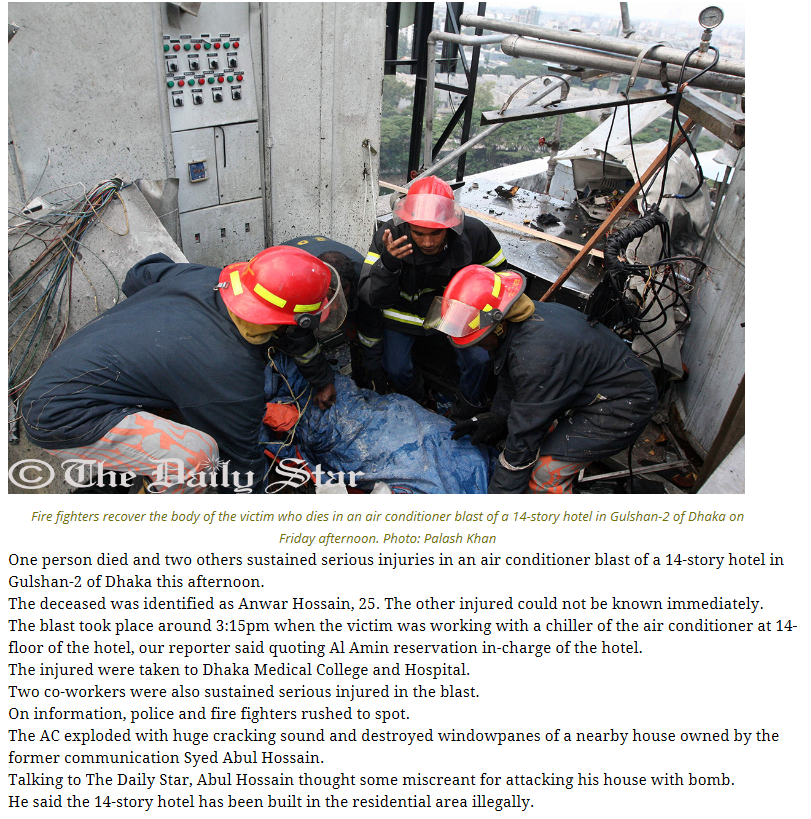 © The Daily Star
Fire fighters recover the body of the victim who dies in an air conditioner blast of a 14-story hotel in Gulshan-2 of Dhaka on
Friday afternoon. Photo: Palash Khan
One person died and two others sustained serious injuries in an air conditioner blast of a 14-story hotel in
Gulshan-2 of Dhaka this afternoon.
The deceased was identified as Anwar Hossain, 25. The other injured could not be known immediately.
The blast took place around 3:15pm when the victim was working with a chiller of the air conditioner at 14-
floor of the hotel, our reporter said quoting Al Amin reservation in-charge of the hotel.
The injured were taken to Dhaka Medical College and Hospital.
Two co-workers were also sustained serious injured in the blast.
On information, police and fire fighters rushed to spot.
The AC exploded with huge cracking sound and destroyed windowpanes of a nearby house owned by the
former communication Syed Abul Hossain.
Talking to The Daily Star, Abul Hossain thought some miscreant for attacking his house with bomb.
He said the 14-story hotel has been built in the residential area illegally.